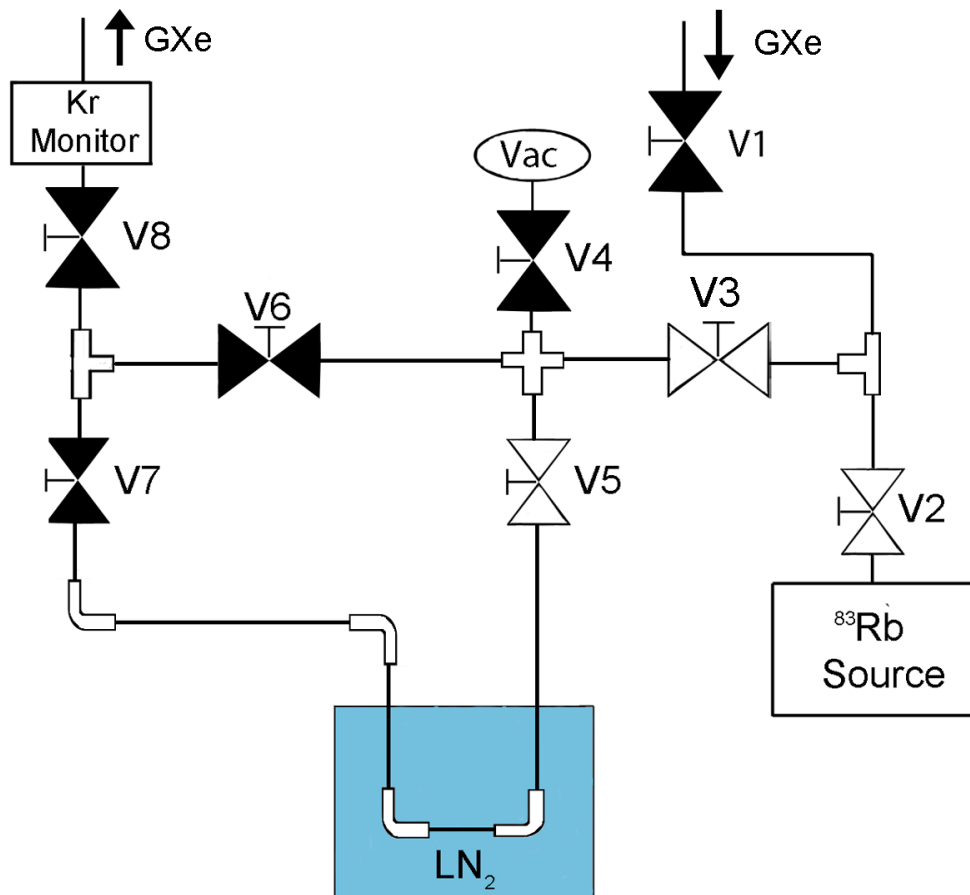 GXe
GXe
Kr
Monitor
Vac
V1
V8
V4
V6
V3
V7
V5
V2
⁸³Rb
Source
LN₂